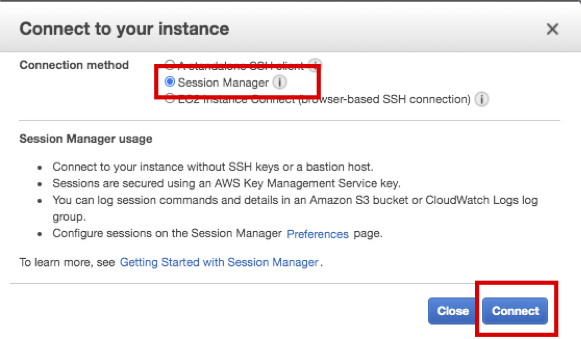 Connect to your instance
Connection method
A standalone SSH client
Session Manager
EC2 Instance Connect (browser-based SSH connection)
Session Manager usage
• Connect to your instance without SSH keys or a bastion host.
• Sessions are secured using an AWS Key Management Service key.
• You can log session commands and details in an Amazon S3 bucket or CloudWatch Logs log
group.
• Configure sessions on the Session Manager Preferences page.
To learn more, see Getting Started with Session Manager.
Close Connect